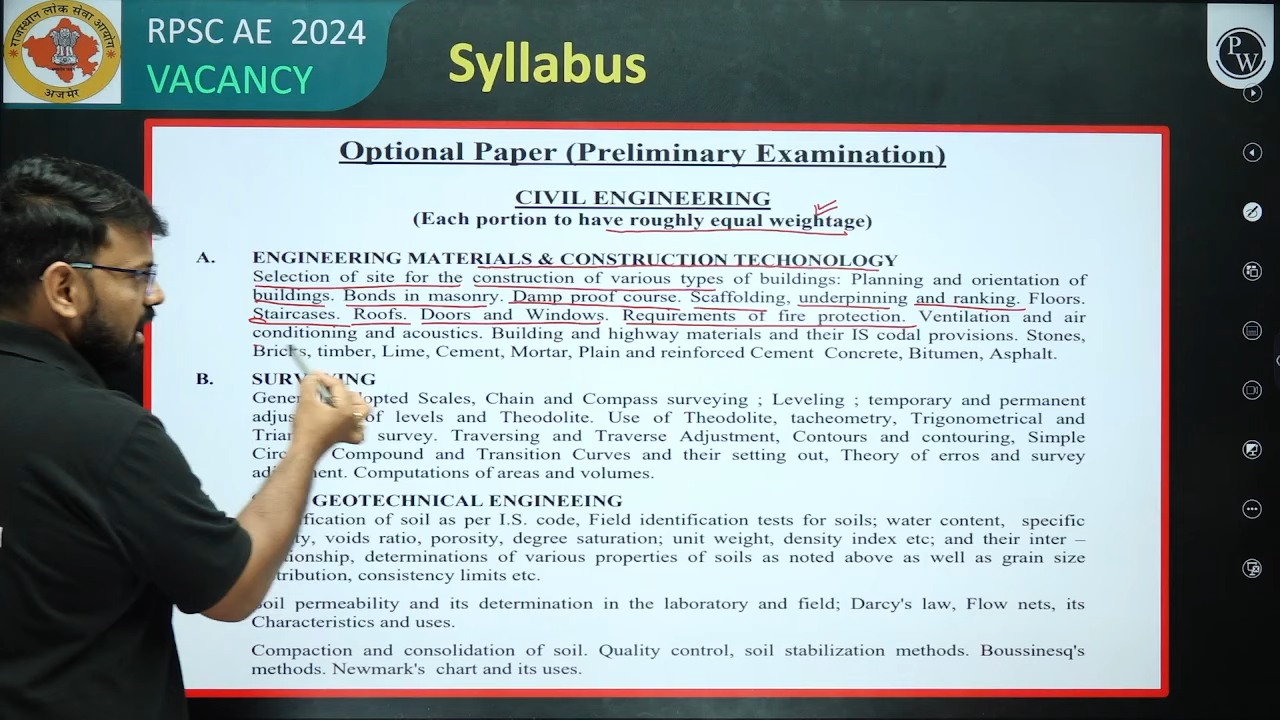 राजस्थान लोक सेवा आयोग
अजमेर
RPSC AE 2024
VACANCY
Syllabus
PW
Optional Paper (Preliminary Examination)
CIVIL ENGINEERING
(Each portion to have roughly equal weightage)
A. ENGINEERING MATERIALS & CONSTRUCTION TECHONOLOGY
Selection of site for the construction of various types of buildings: Planning and orientation of
buildings. Bonds in masonry. Damp proof course. Scaffolding, underpinning and ranking. Floors.
Staircases. Roofs. Doors and Windows. Requirements of fire protection. Ventilation and air
conditioning and acoustics. Building and highway materials and their IS codal provisions. Stones,
Bricks, timber, Lime, Cement, Mortar, Plain and reinforced Cement Concrete, Bitumen, Asphalt.
B. SURVEYING
Adopted Scales, Chain and Compass surveying ; Leveling ; temporary and permanent
of levels and Theodolite. Use of Theodolite, tacheometry, Trigonometrical and
survey. Traversing and Traverse Adjustment, Contours and contouring, Simple
Compound and Transition Curves and their setting out, Theory of erros and survey
Computations of areas and volumes.
GEOTECHNICAL ENGINEEING
of soil as per I.S. code, Field identification tests for soils; water content, specific
voids ratio, porosity, degree saturation; unit weight, density index etc; and their inter –
determinations of various properties of soils as noted above as well as grain size
consistency limits etc.
Soil permeability and its determination in the laboratory and field; Darcy's law, Flow nets, its
Characteristics and uses.
Compaction and consolidation of soil. Quality control, soil stabilization methods. Boussinesq's
methods. Newmark's chart and its uses.